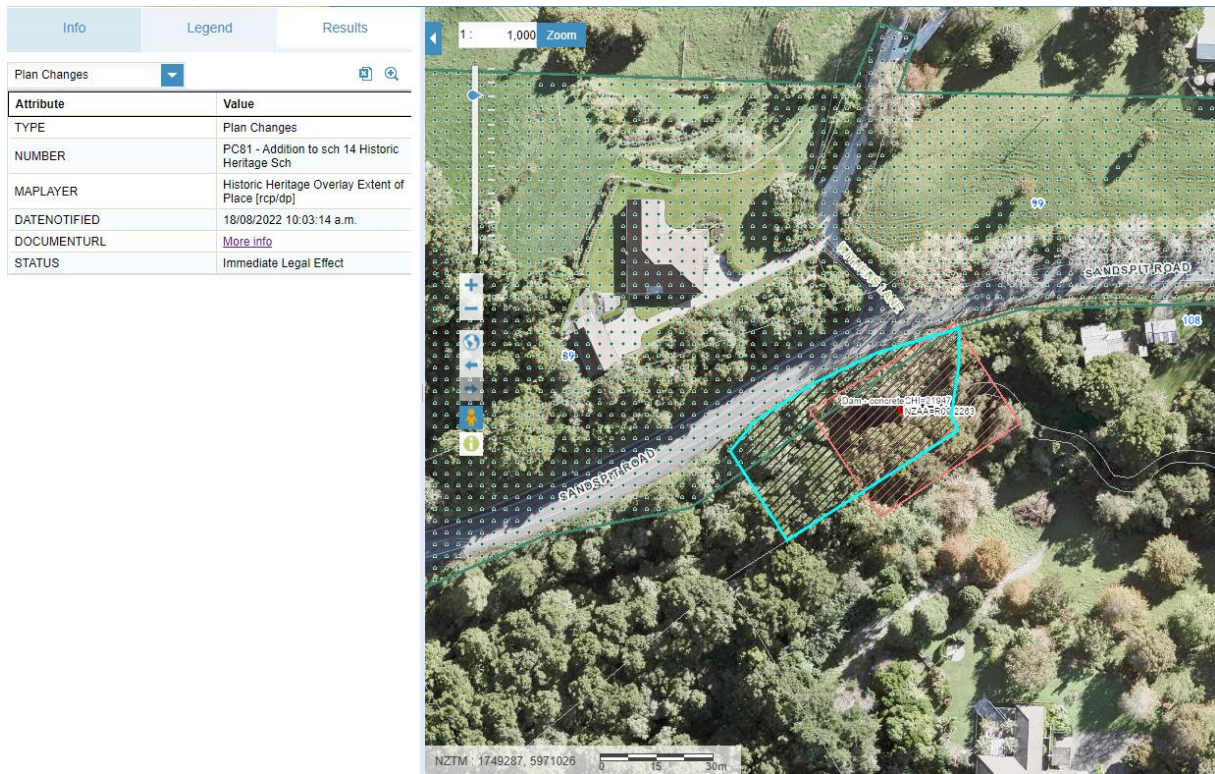 Info
Legend
Results
Plan Changes
Attribute
Value
TYPE
Plan Changes
NUMBER
PC81 - Addition to sch 14 Historic
Heritage Sch
MAPLAYER
Historic Heritage Overlay Extent of
Place [rcp/dp]
DATENOTIFIED
18/08/2022 10:03:14 a.m.
DOCUMENTURL
More info
STATUS
Immediate Legal Effect
1 :
1,000
Zoom
99
SANDSPIT ROAD
108
89
Dam - concreteCHI=21947
SANDSPIT ROAD
NZTM : 1749287, 5971026
0 15 30m